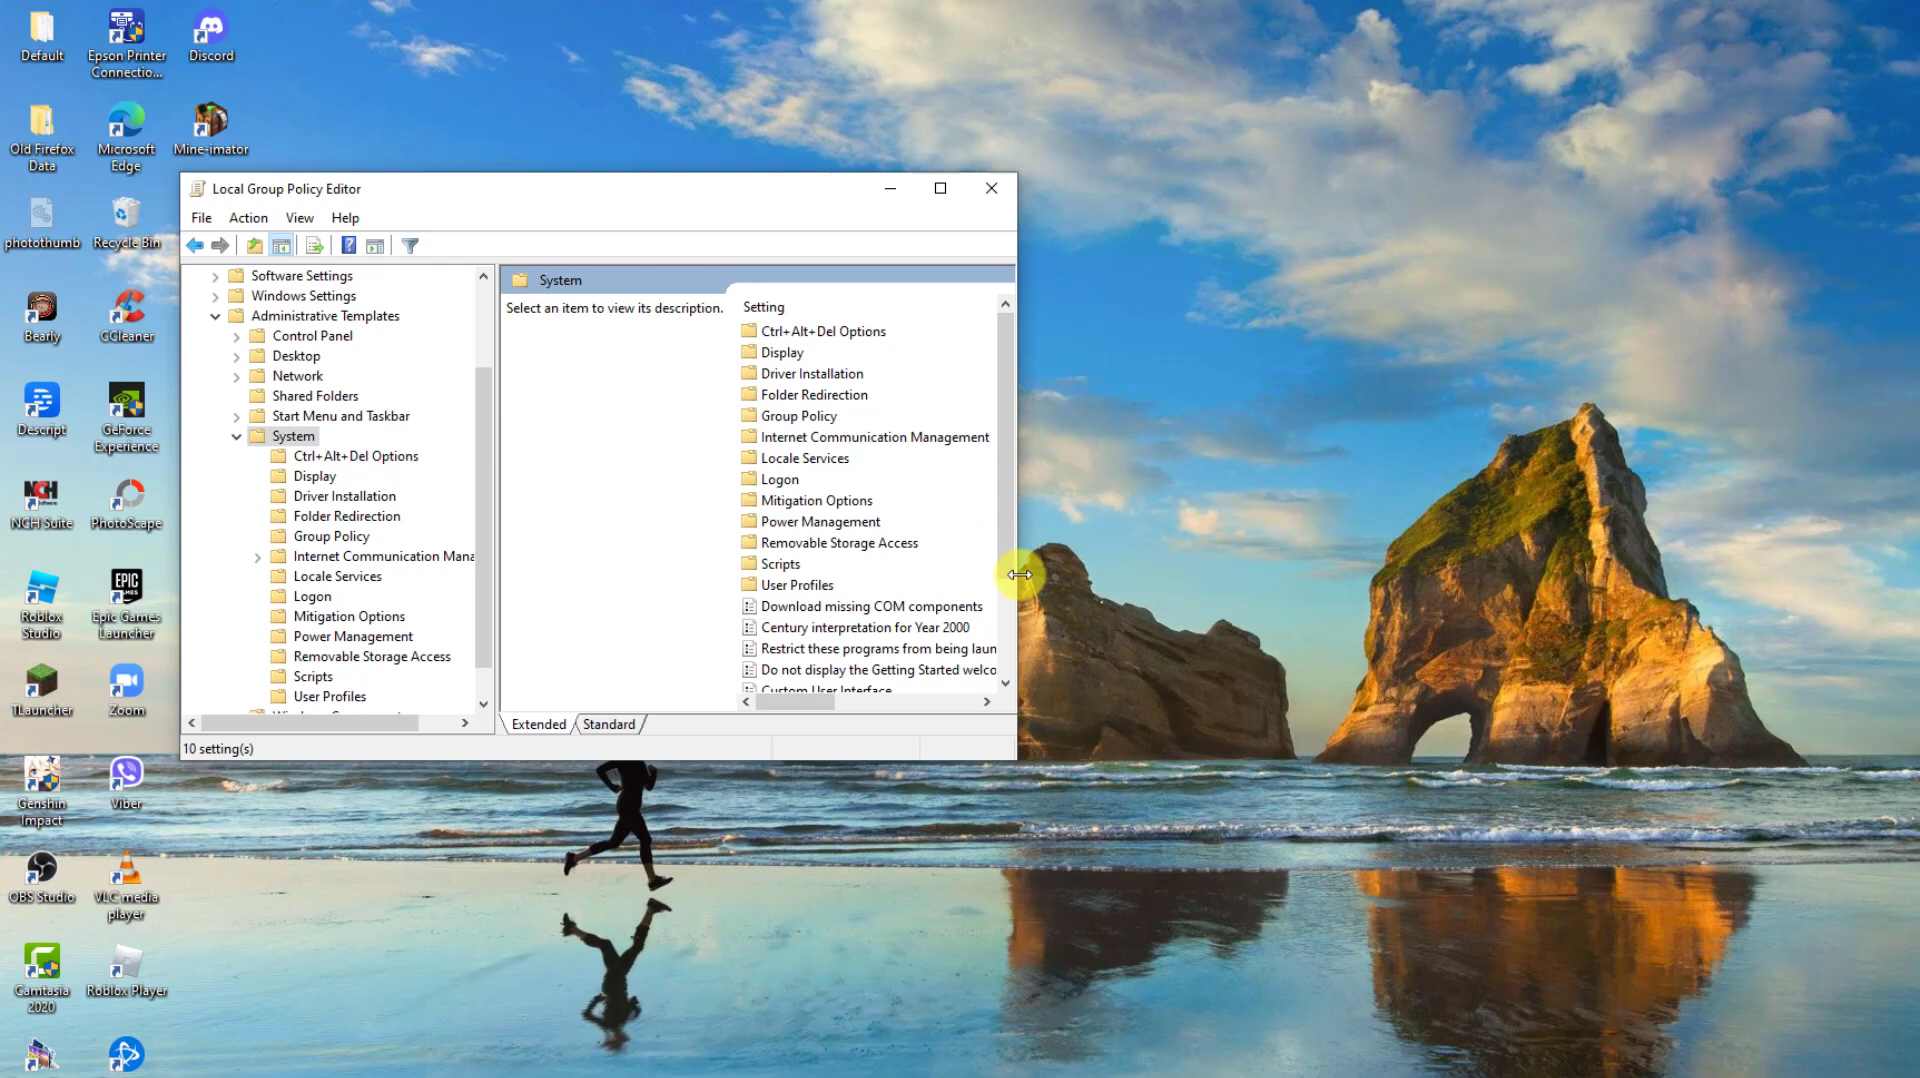 Default
Epson Printer
Connectio...
Discord
Old Firefox
Data
Microsoft
Edge
Mine-imator
photothumb
Recycle Bin
Bearly
CCleaner
Descript
GeForce
Experience
NCH
NCH Suite
PhotoScape
Roblox
Studio
EPIC
GAMES
Epic Games
Launcher
TLauncher
Zoom
Genshin
Impact
Viber
OBS Studio
VLC media
player
Camtasia
2020
Roblox Player
Local Group Policy Editor
File
Action
View
Help
Software Settings
Windows Settings
Administrative Templates
Control Panel
Desktop
Network
Shared Folders
Start Menu and Taskbar
System
Ctrl+Alt+Del Options
Display
Driver Installation
Folder Redirection
Group Policy
Internet Communication Mana
Locale Services
Logon
Mitigation Options
Power Management
Removable Storage Access
Scripts
User Profiles
System
Select an item to view its description.
Setting
Ctrl+Alt+Del Options
Display
Driver Installation
Folder Redirection
Group Policy
Internet Communication Management
Locale Services
Logon
Mitigation Options
Power Management
Removable Storage Access
Scripts
User Profiles
Download missing COM components
Century interpretation for Year 2000
Restrict these programs from being laun
Do not display the Getting Started welco
Custom User Interface
Extended
Standard
10 setting(s)